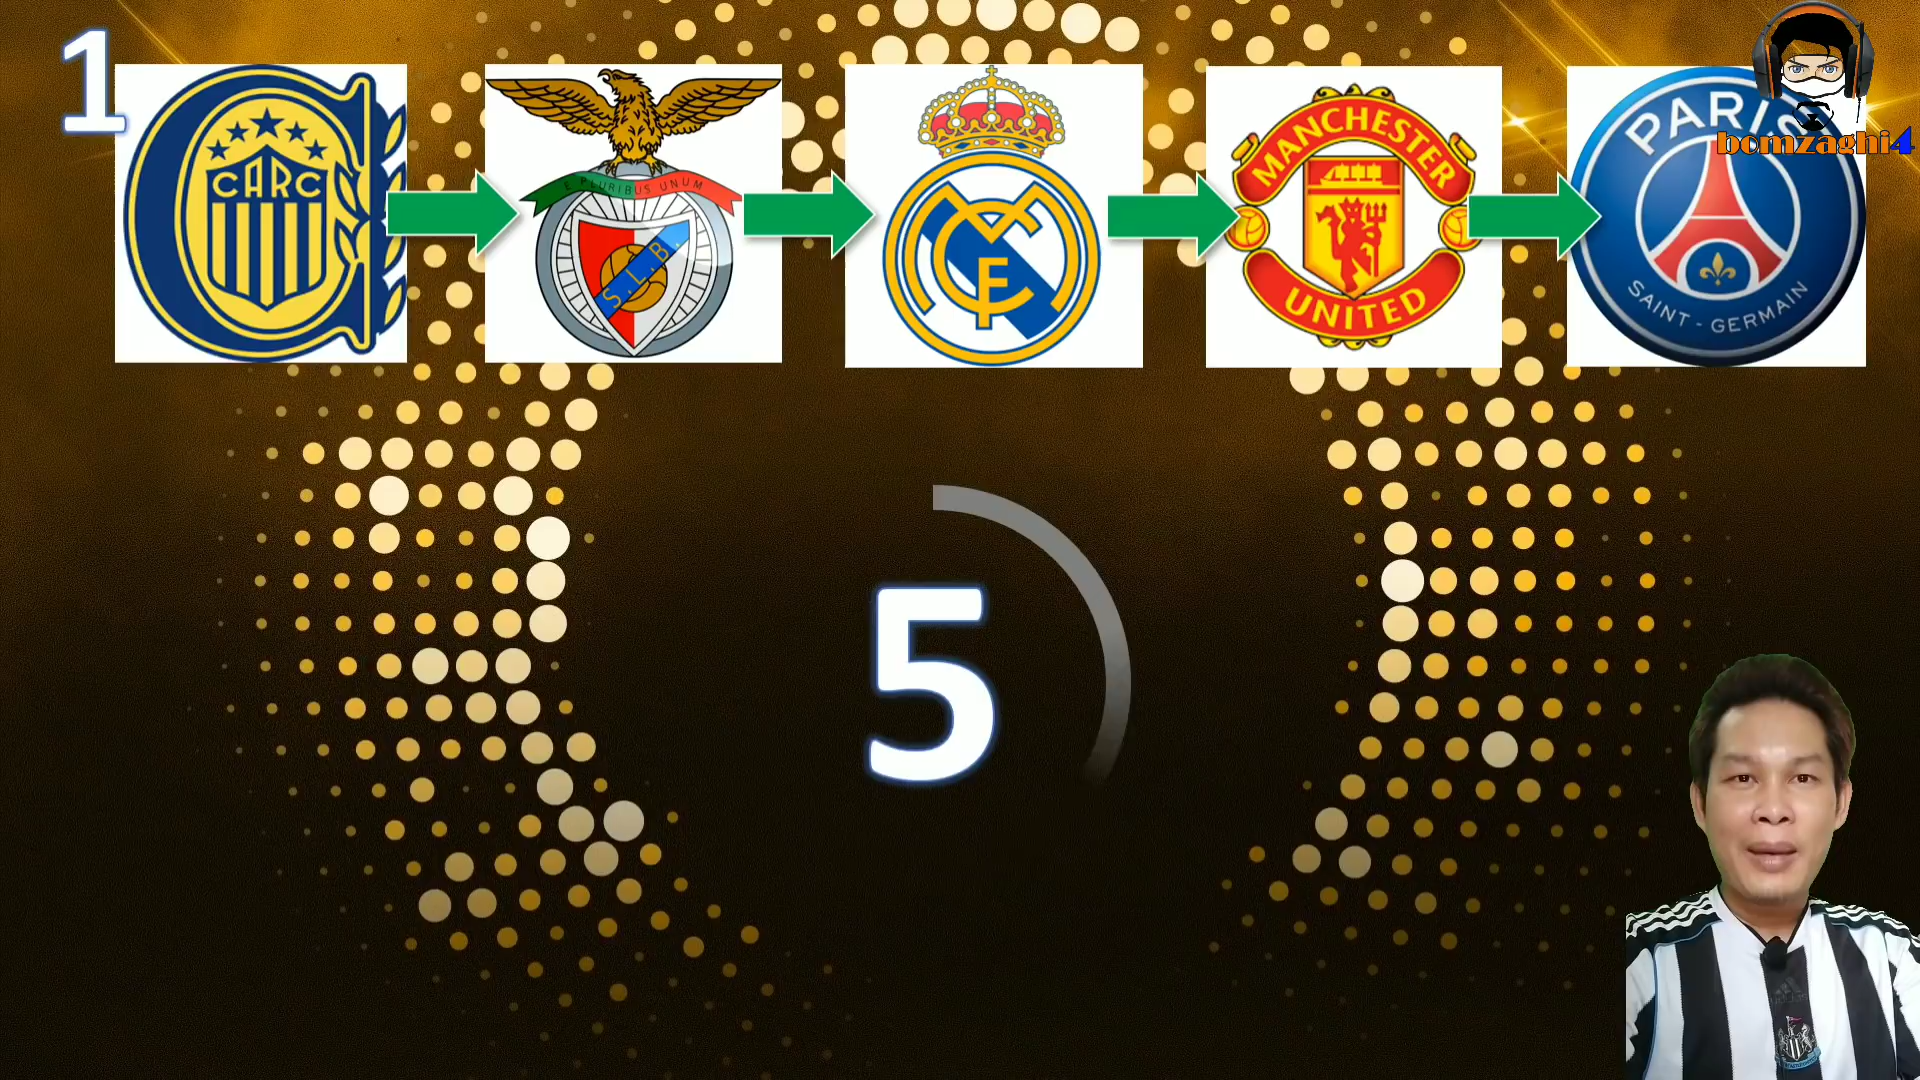 1
CARC
E PLURIBUS UNUM
S.L.B.
MANCHESTER
UNITED
PARIS
SAINT-GERMAIN
bomzaghi4
5